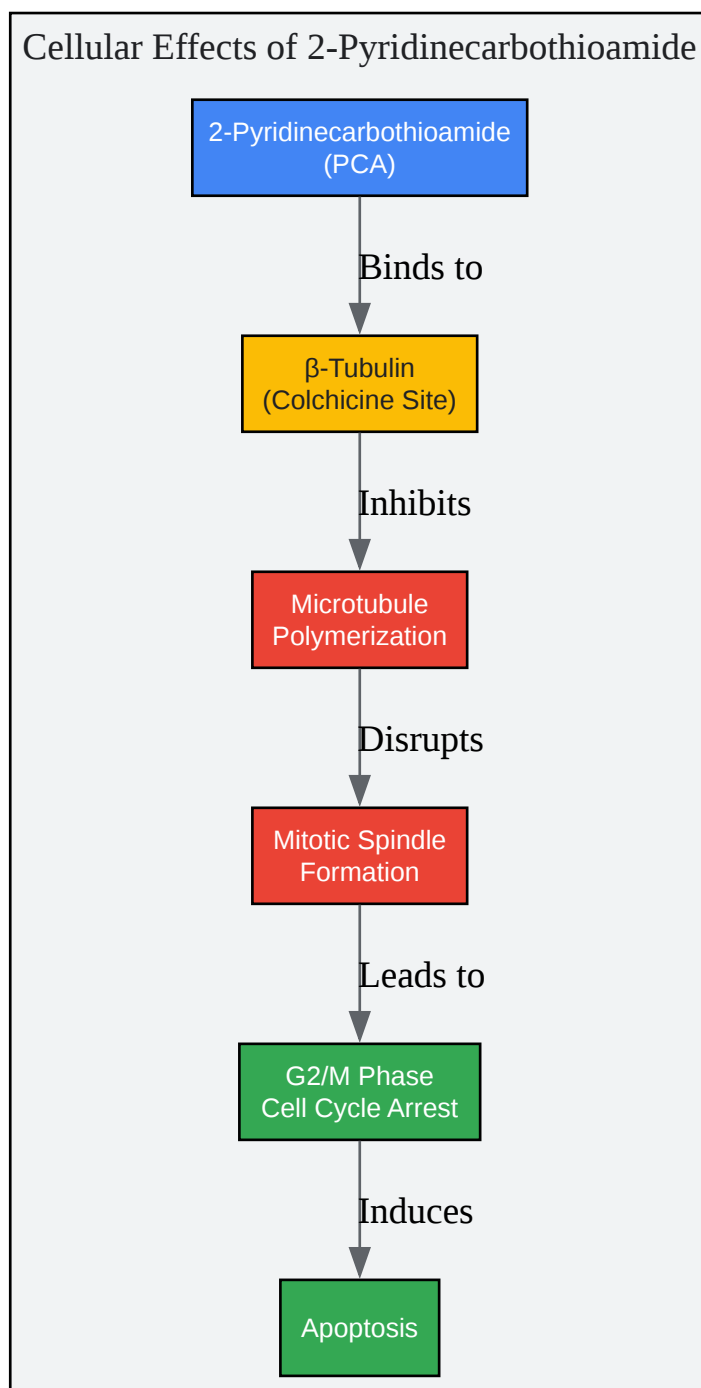 Cellular Effects of 2-Pyridinecarbothioamide
2-Pyridinecarbothioamide
(PCA)
Binds to
β-Tubulin
(Colchicine Site)
Inhibits
Microtubule
Polymerization
Disrupts
Mitotic Spindle
Formation
Leads to
G2/M Phase
Cell Cycle Arrest
Induces
Apoptosis